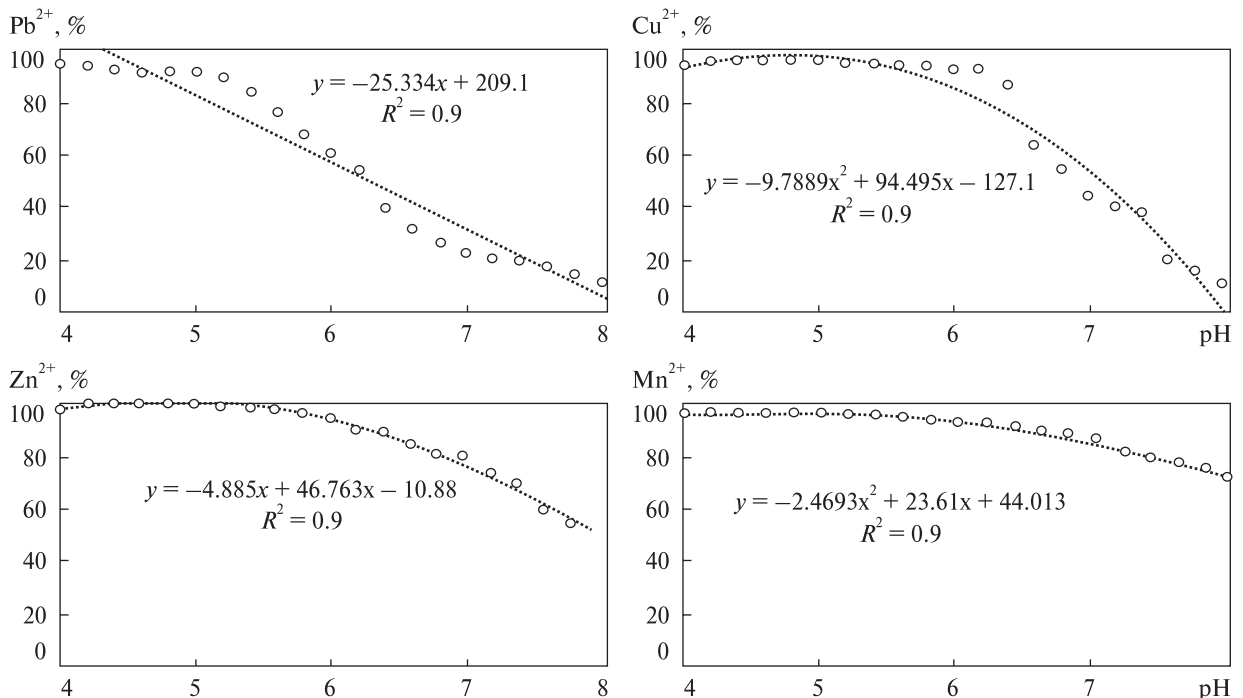 Pb²⁺, %
100
80
60
40
20
0
y = –25.334x + 209.1
R² = 0.9
4 5 6 7 8
Cu²⁺, %
100
80
60
40
20
0
y = –9.7889x² + 94.495x – 127.1
R² = 0.9
4 5 6 7 pH
Zn²⁺, %
100
80
60
40
20
0
y = –4.885x + 46.763x – 10.88
R² = 0.9
4 5 6 7 8
Mn²⁺, %
100
80
60
40
20
0
y = –2.4693x² + 23.61x + 44.013
R² = 0.9
4 5 6 7 pH